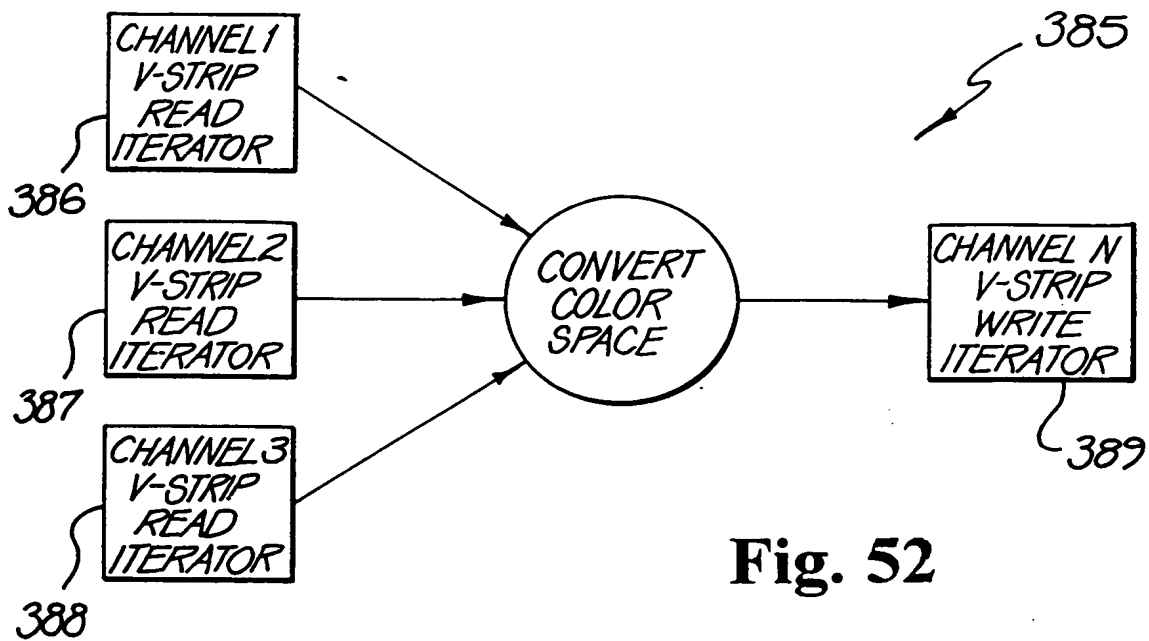 CHANNEL 1
V-STRIP
READ
ITERATOR
386
CHANNEL 2
V-STRIP
READ
ITERATOR
387
CHANNEL 3
V-STRIP
READ
ITERATOR
388
CONVERT
COLOR
SPACE
385
CHANNEL N
V-STRIP
WRITE
ITERATOR
389
Fig. 52